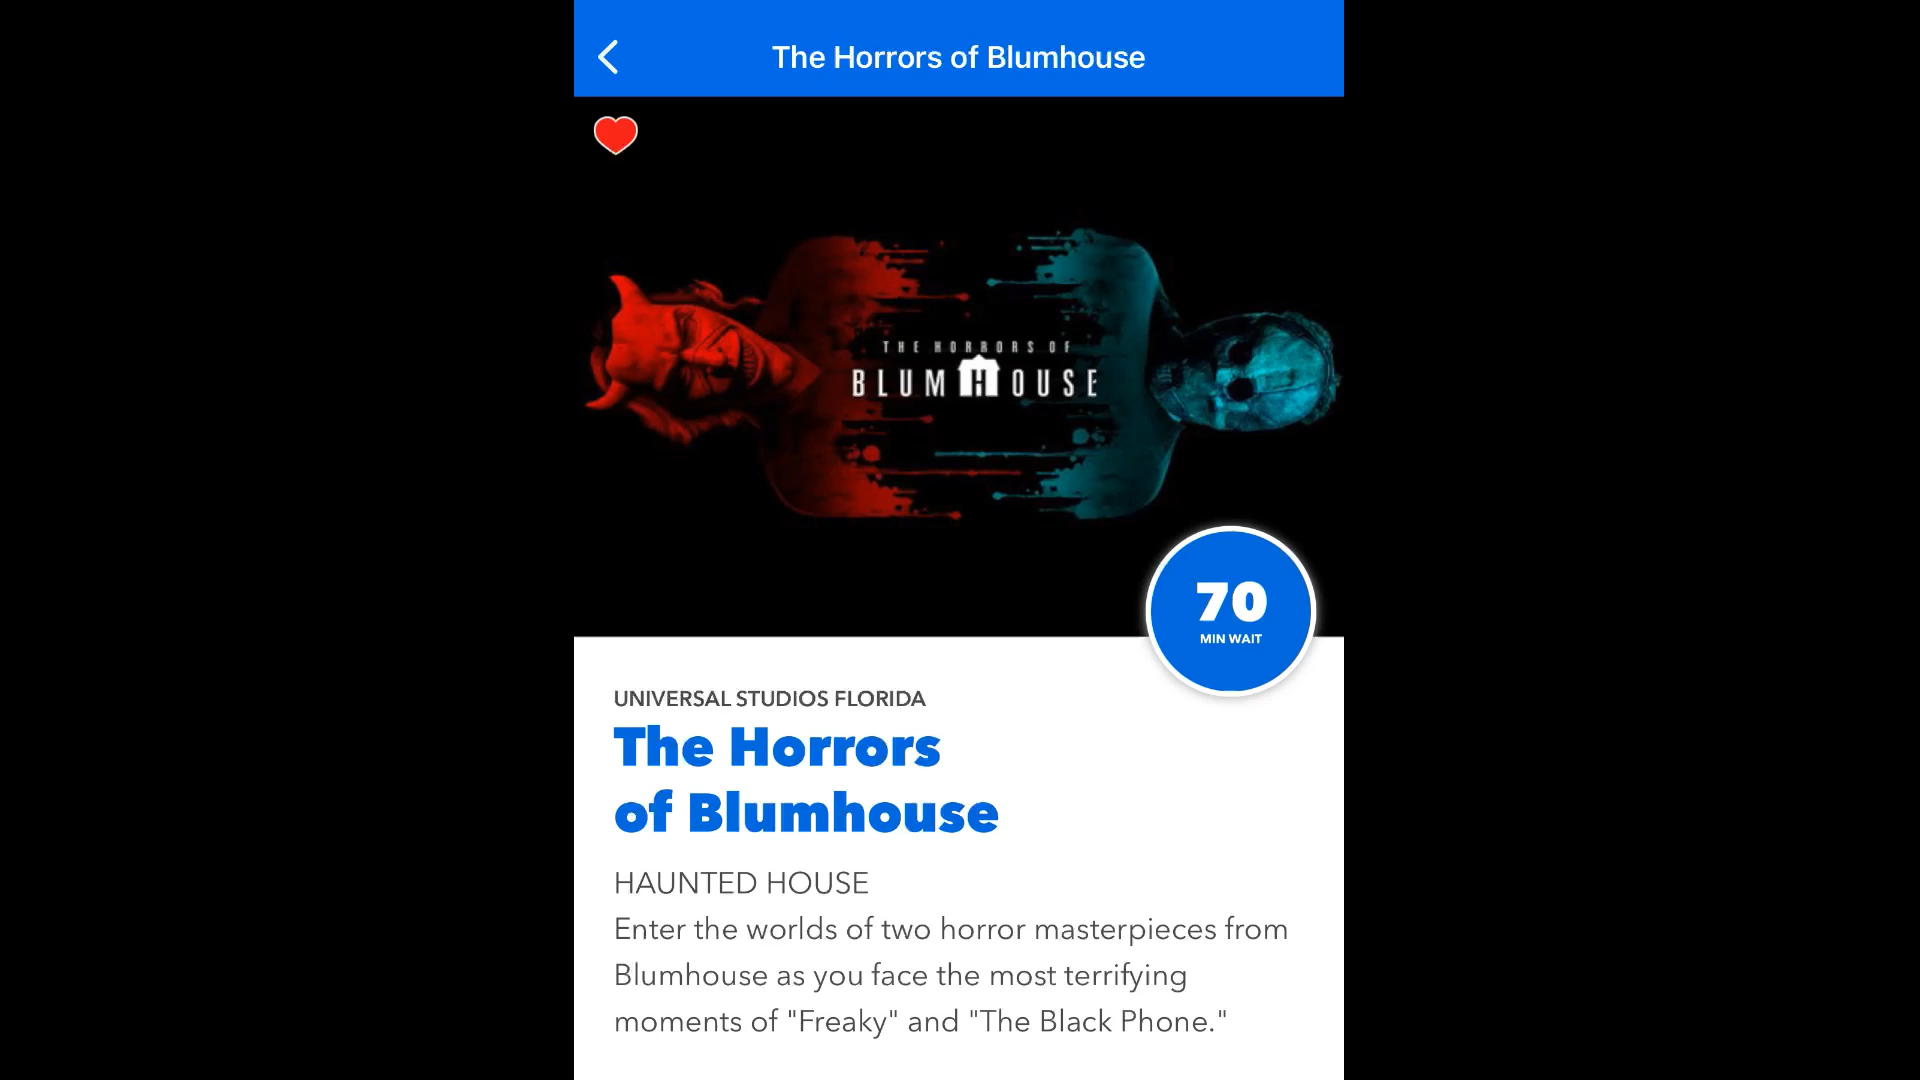 The Horrors of Blumhouse
THE HORRORS OF
BLUMHOUSE
70
MIN WAIT
UNIVERSAL STUDIOS FLORIDA
The Horrors
of Blumhouse
HAUNTED HOUSE
Enter the worlds of two horror masterpieces from
Blumhouse as you face the most terrifying
moments of "Freaky" and "The Black Phone."